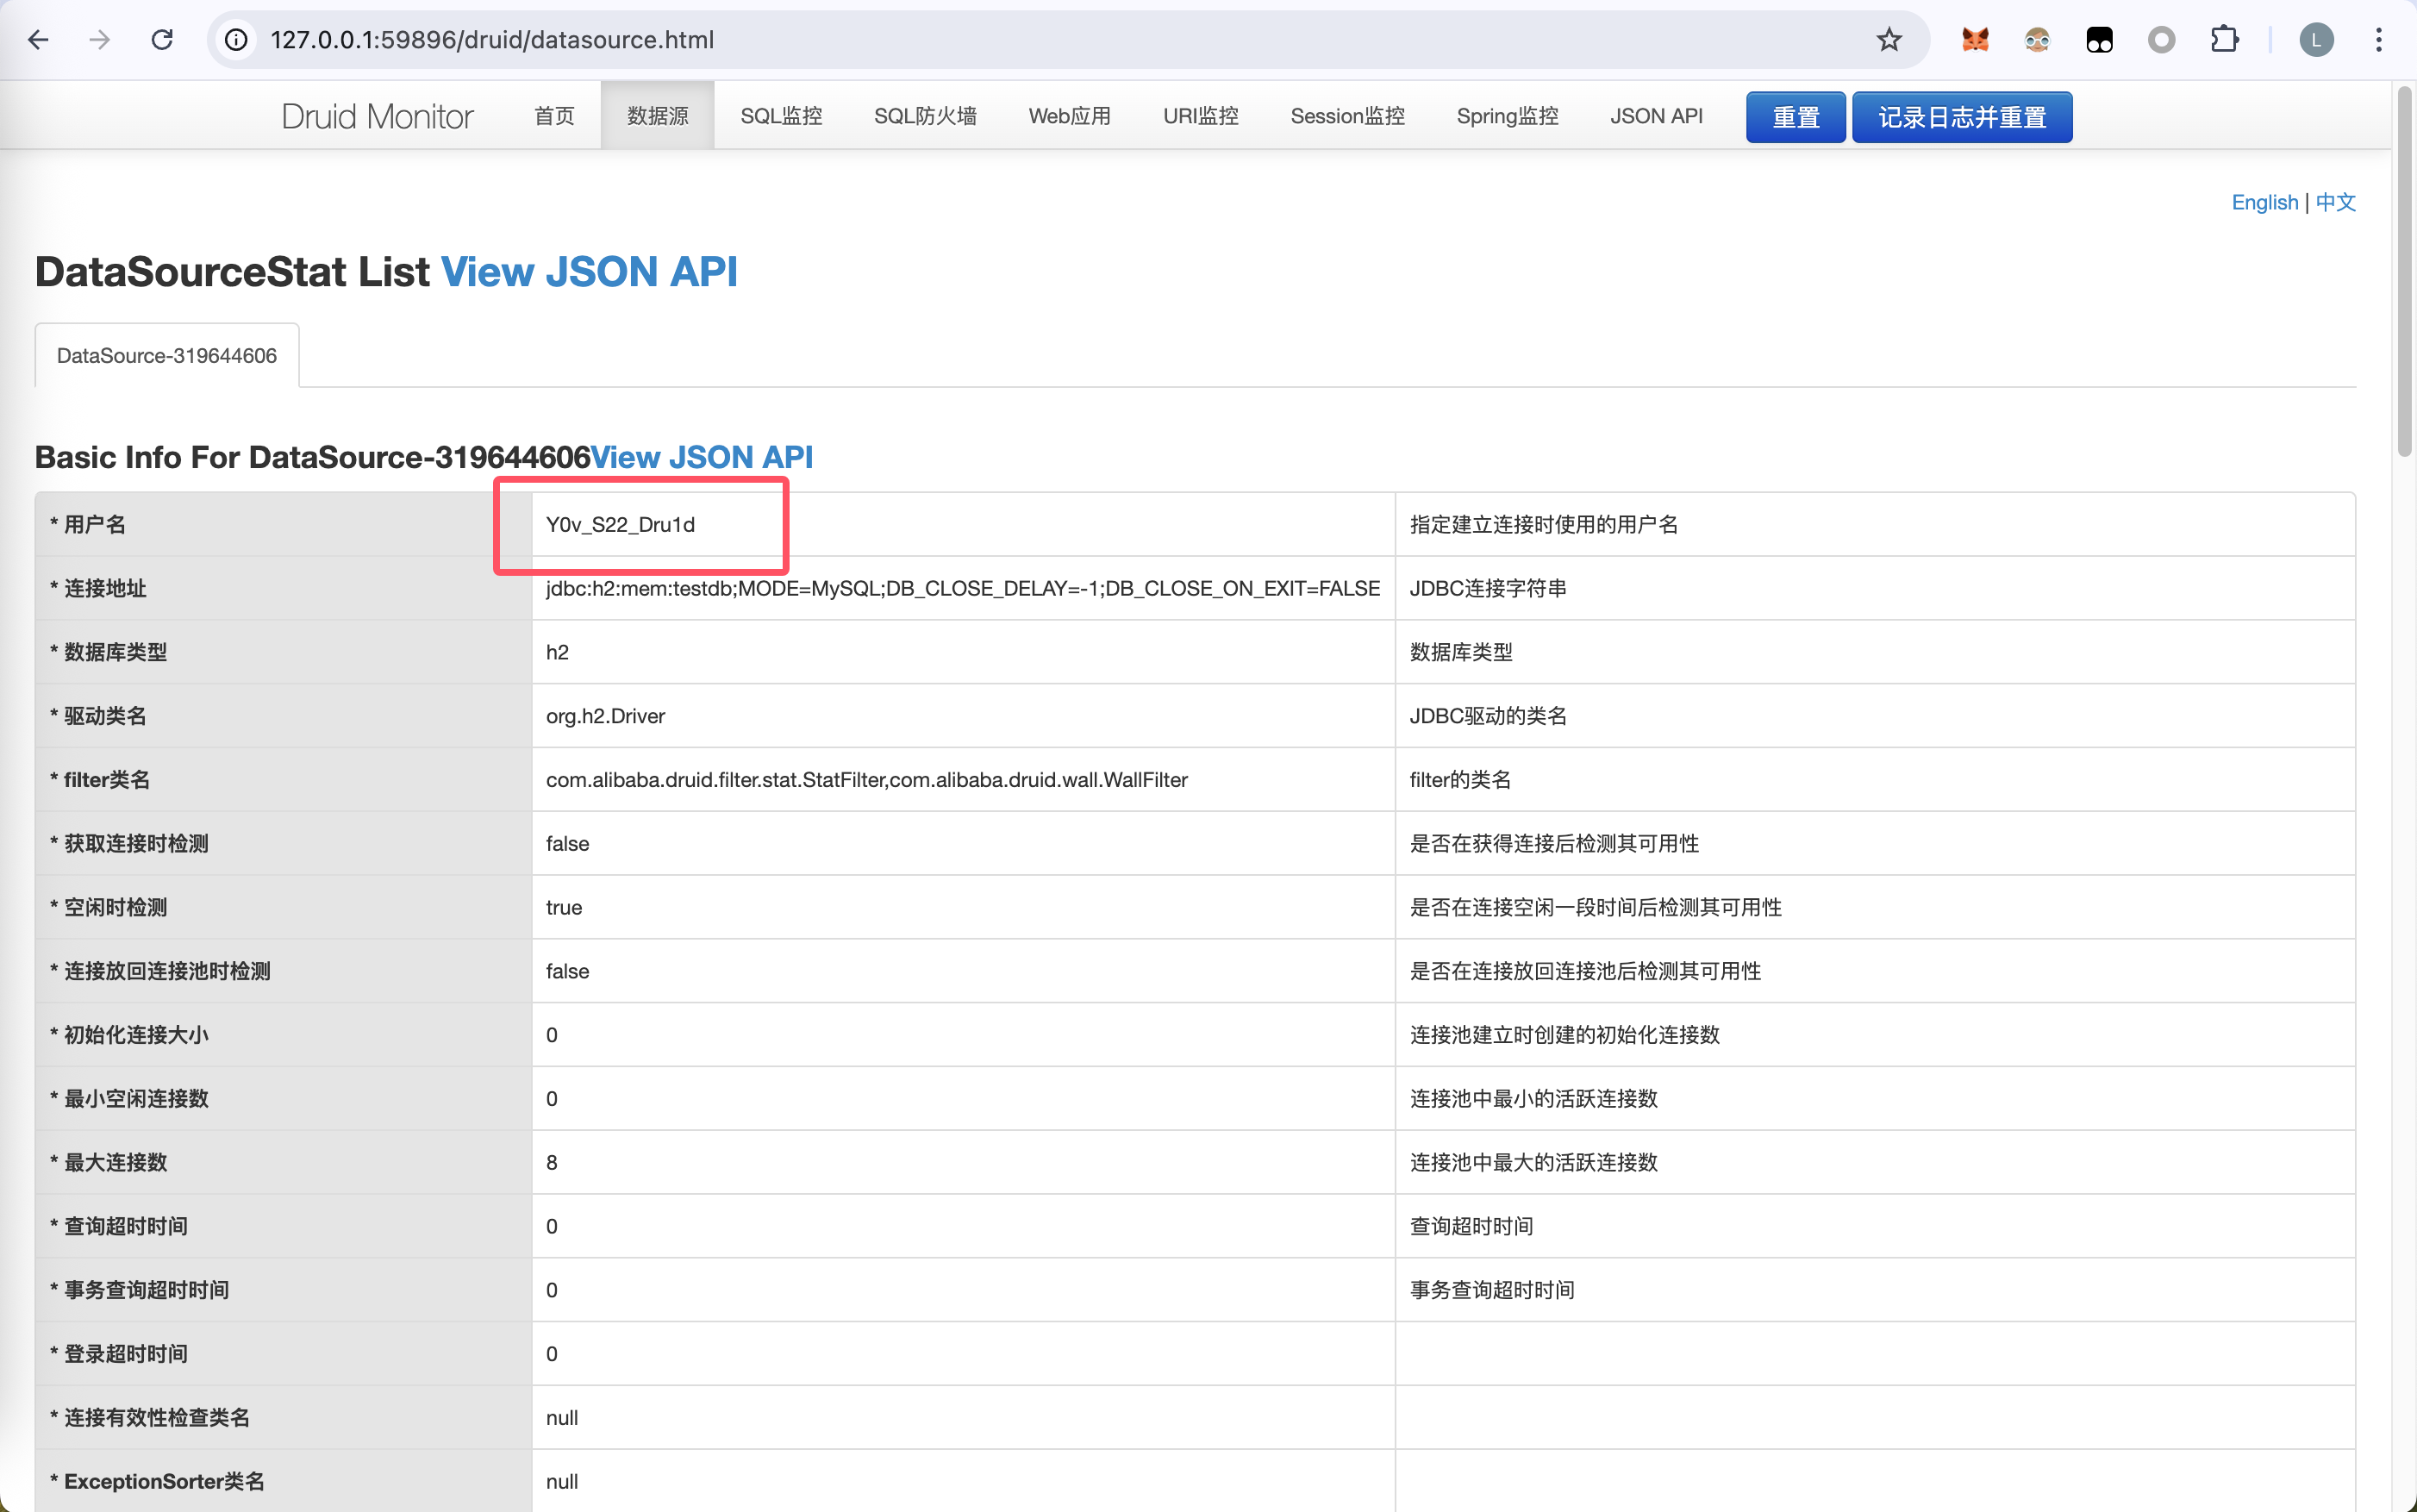 127.0.0.1:59896/druid/datasource.html
L
Druid Monitor 首页 数据源 SQL监控 SQL防火墙 Web应用 URI监控 Session监控 Spring监控 JSON API 重置 记录日志并重置
English | 中文
DataSourceStat List View JSON API
DataSource-319644606
Basic Info For DataSource-319644606View JSON API
* 用户名 Y0v_S22_Dru1d 指定建立连接时使用的用户名
* 连接地址 jdbc:h2:mem:testdb;MODE=MySQL;DB_CLOSE_DELAY=-1;DB_CLOSE_ON_EXIT=FALSE JDBC连接字符串
* 数据库类型 h2 数据库类型
* 驱动类名 org.h2.Driver JDBC驱动的类名
* filter类名 com.alibaba.druid.filter.stat.StatFilter,com.alibaba.druid.wall.WallFilter filter的类名
* 获取连接时检测 false 是否在获得连接后检测其可用性
* 空闲时检测 true 是否在连接空闲一段时间后检测其可用性
* 连接放回连接池时检测 false 是否在连接放回连接池后检测其可用性
* 初始化连接大小 0 连接池建立时创建的初始化连接数
* 最小空闲连接数 0 连接池中最小的活跃连接数
* 最大连接数 8 连接池中最大的活跃连接数
* 查询超时时间 0 查询超时时间
* 事务查询超时时间 0 事务查询超时时间
* 登录超时时间 0
* 连接有效性检查类名 null
* ExceptionSorter类名 null